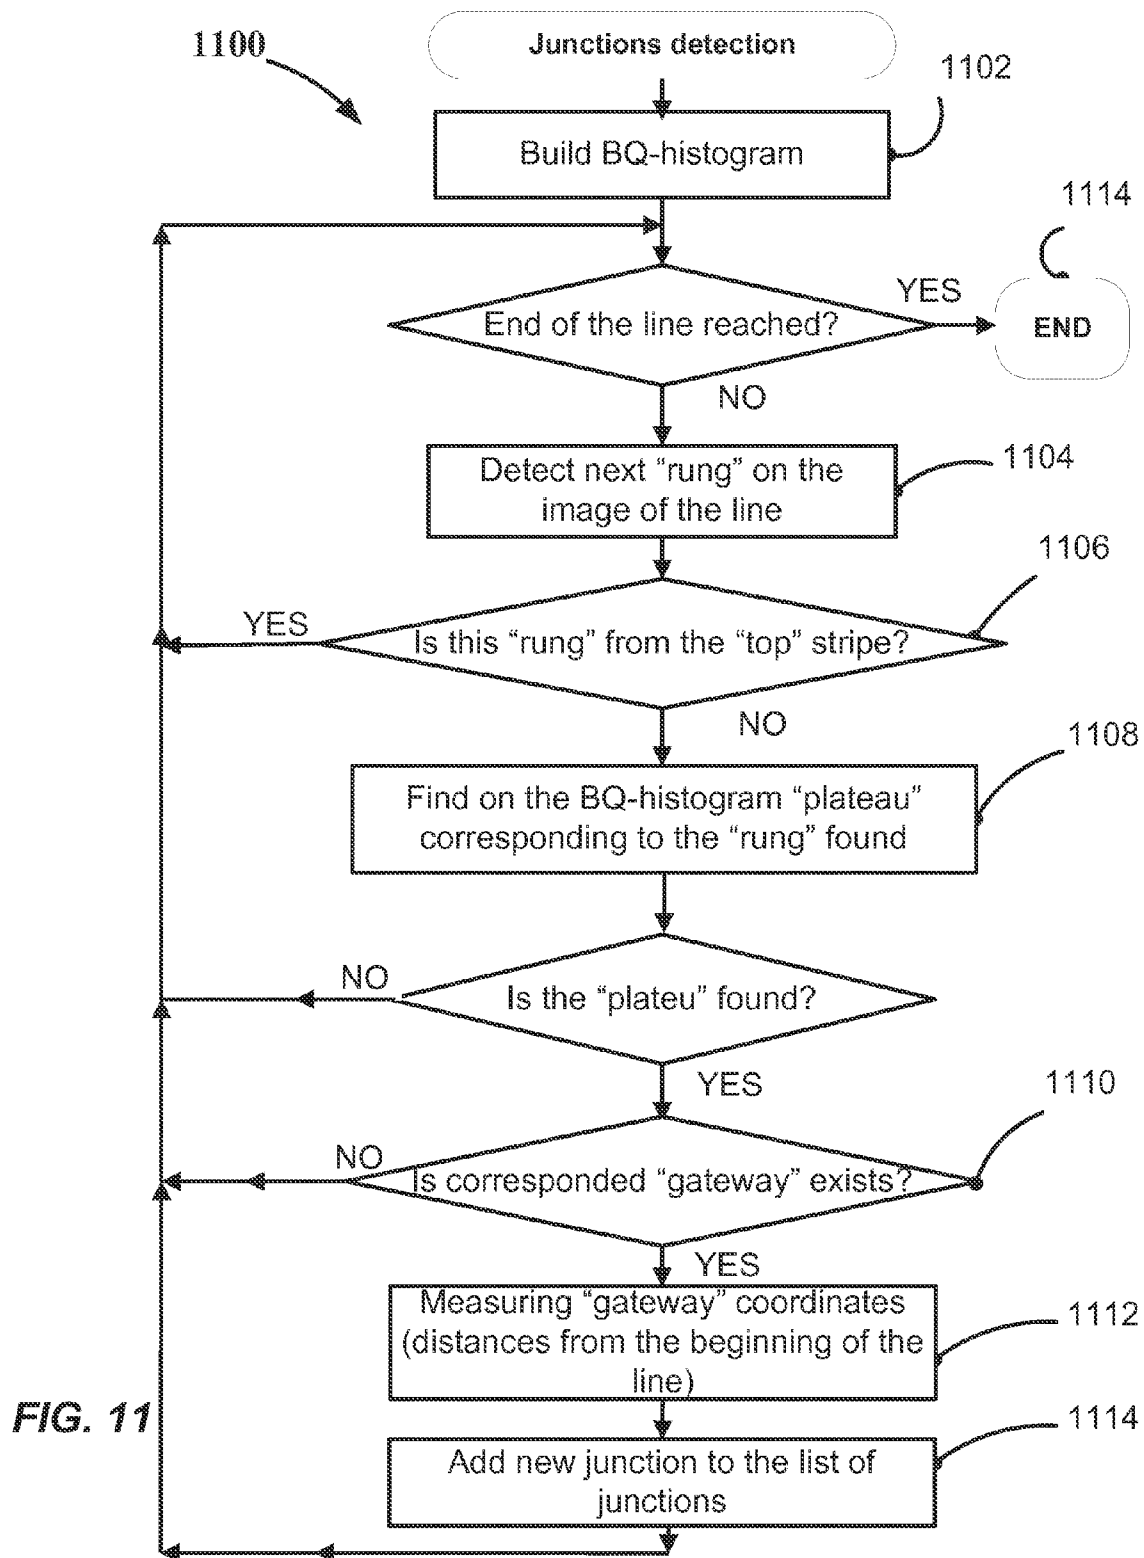 1100
Junctions detection
1102
Build BQ-histogram
1114
YES
End of the line reached?
END
NO
Detect next “rung” on the
image of the line
1104
1106
YES
Is this “rung” from the “top” stripe?
NO
1108
Find on the BQ-histogram “plateau”
corresponding to the “rung” found
NO
Is the “plateu” found?
YES
1110
NO
Is corresponded “gateway” exists?
YES
Measuring “gateway” coordinates
(distances from the beginning of the
line)
1112
FIG. 11
1114
Add new junction to the list of
junctions